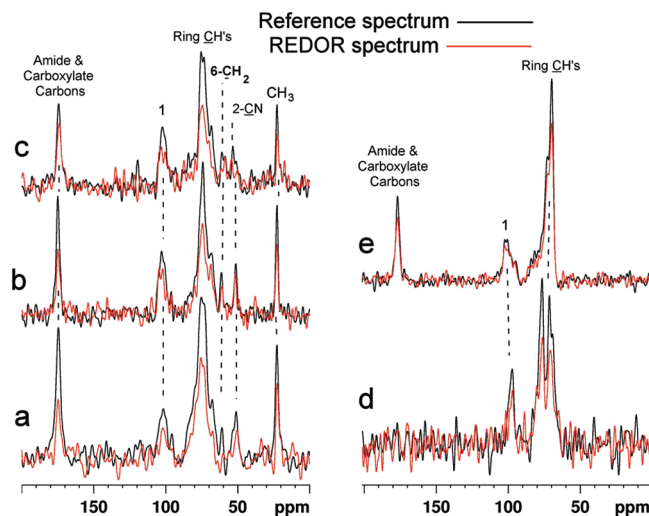 Reference spectrum
REDOR spectrum
Amide &
Carboxylate
Carbons
1
Ring CH's
6-CH2
2-CN
CH3
c
b
a
150
100
50
ppm
Ring CH's
Amide &
Carboxylate
Carbons
1
e
d
150
100
50
ppm